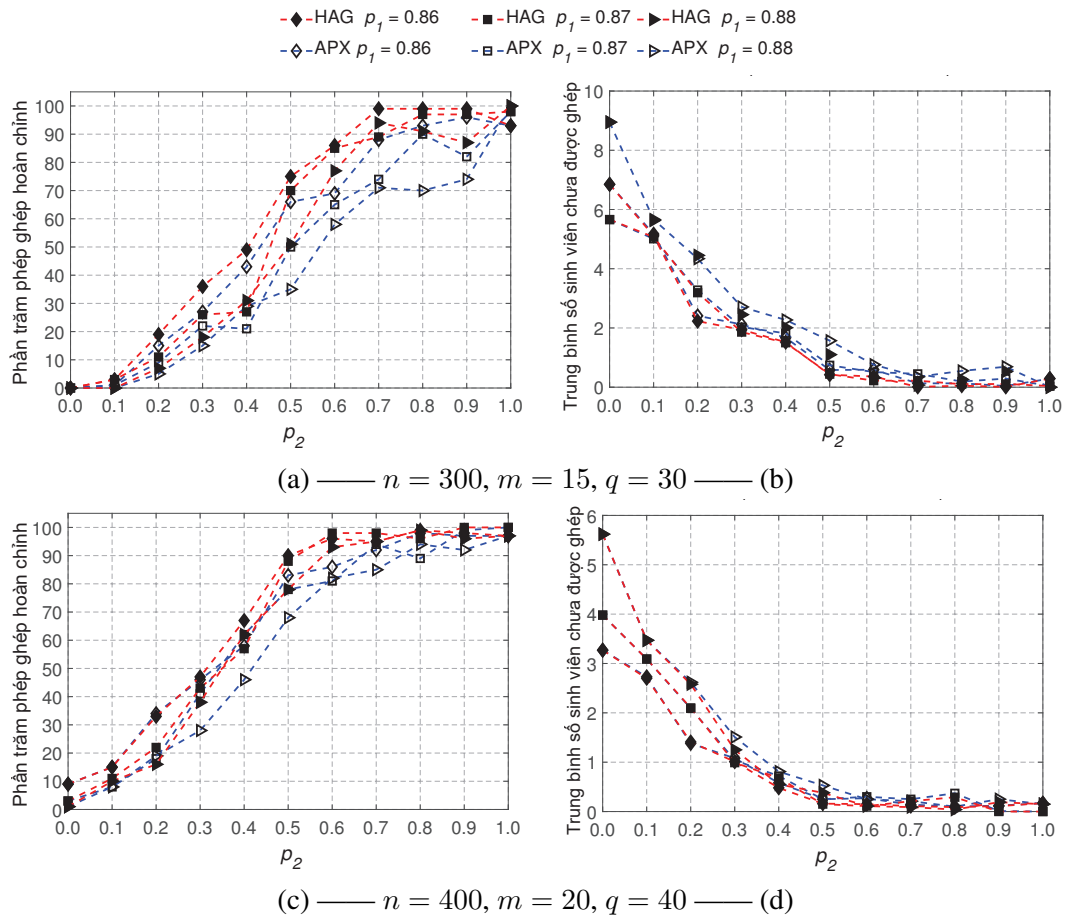 HAG p1 = 0.86 HAG p1 = 0.87 HAG p1 = 0.88
APX p1 = 0.86 APX p1 = 0.87 APX p1 = 0.88
Phần trăm phép ghép hoàn chỉnh
100
90
80
70
60
50
40
30
20
10
0
0.0 0.1 0.2 0.3 0.4 0.5 0.6 0.7 0.8 0.9 1.0
p2
Trung bình số sinh viên chưa được ghép
10
8
6
4
2
0
0.0 0.1 0.2 0.3 0.4 0.5 0.6 0.7 0.8 0.9 1.0
p2
(a) —— n = 300, m = 15, q = 30 —— (b)
Phần trăm phép ghép hoàn chỉnh
100
90
80
70
60
50
40
30
20
10
0
0.0 0.1 0.2 0.3 0.4 0.5 0.6 0.7 0.8 0.9 1.0
p2
Trung bình số sinh viên chưa được ghép
6
5
4
3
2
1
0
0.0 0.1 0.2 0.3 0.4 0.5 0.6 0.7 0.8 0.9 1.0
p2
(c) —— n = 400, m = 20, q = 40 —— (d)